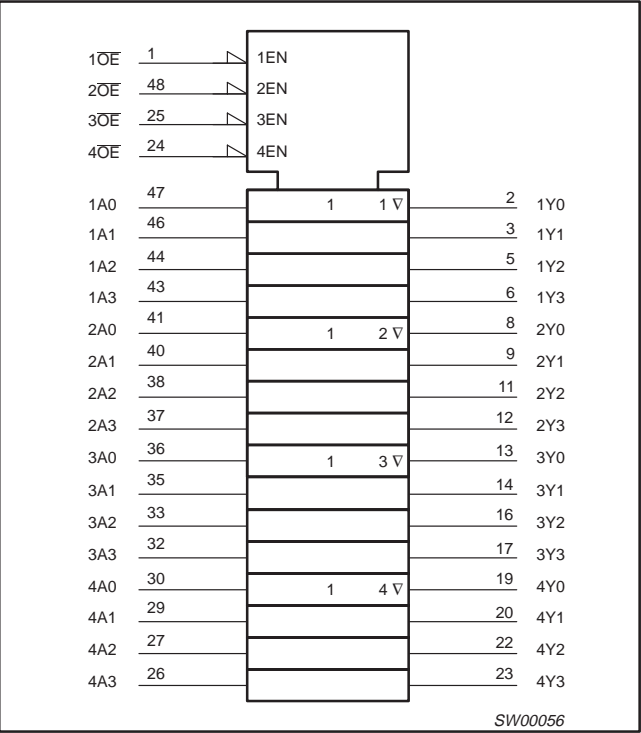 1O̅E̅ 1 1EN
2O̅E̅ 48 2EN
3O̅E̅ 25 3EN
4O̅E̅ 24 4EN
1A0 47 1 1 ∇ 2 1Y0
1A1 46 3 1Y1
1A2 44 5 1Y2
1A3 43 6 1Y3
2A0 41 1 2 ∇ 8 2Y0
2A1 40 9 2Y1
2A2 38 11 2Y2
2A3 37 12 2Y3
3A0 36 1 3 ∇ 13 3Y0
3A1 35 14 3Y1
3A2 33 16 3Y2
3A3 32 17 3Y3
4A0 30 1 4 ∇ 19 4Y0
4A1 29 20 4Y1
4A2 27 22 4Y2
4A3 26 23 4Y3
SW00056